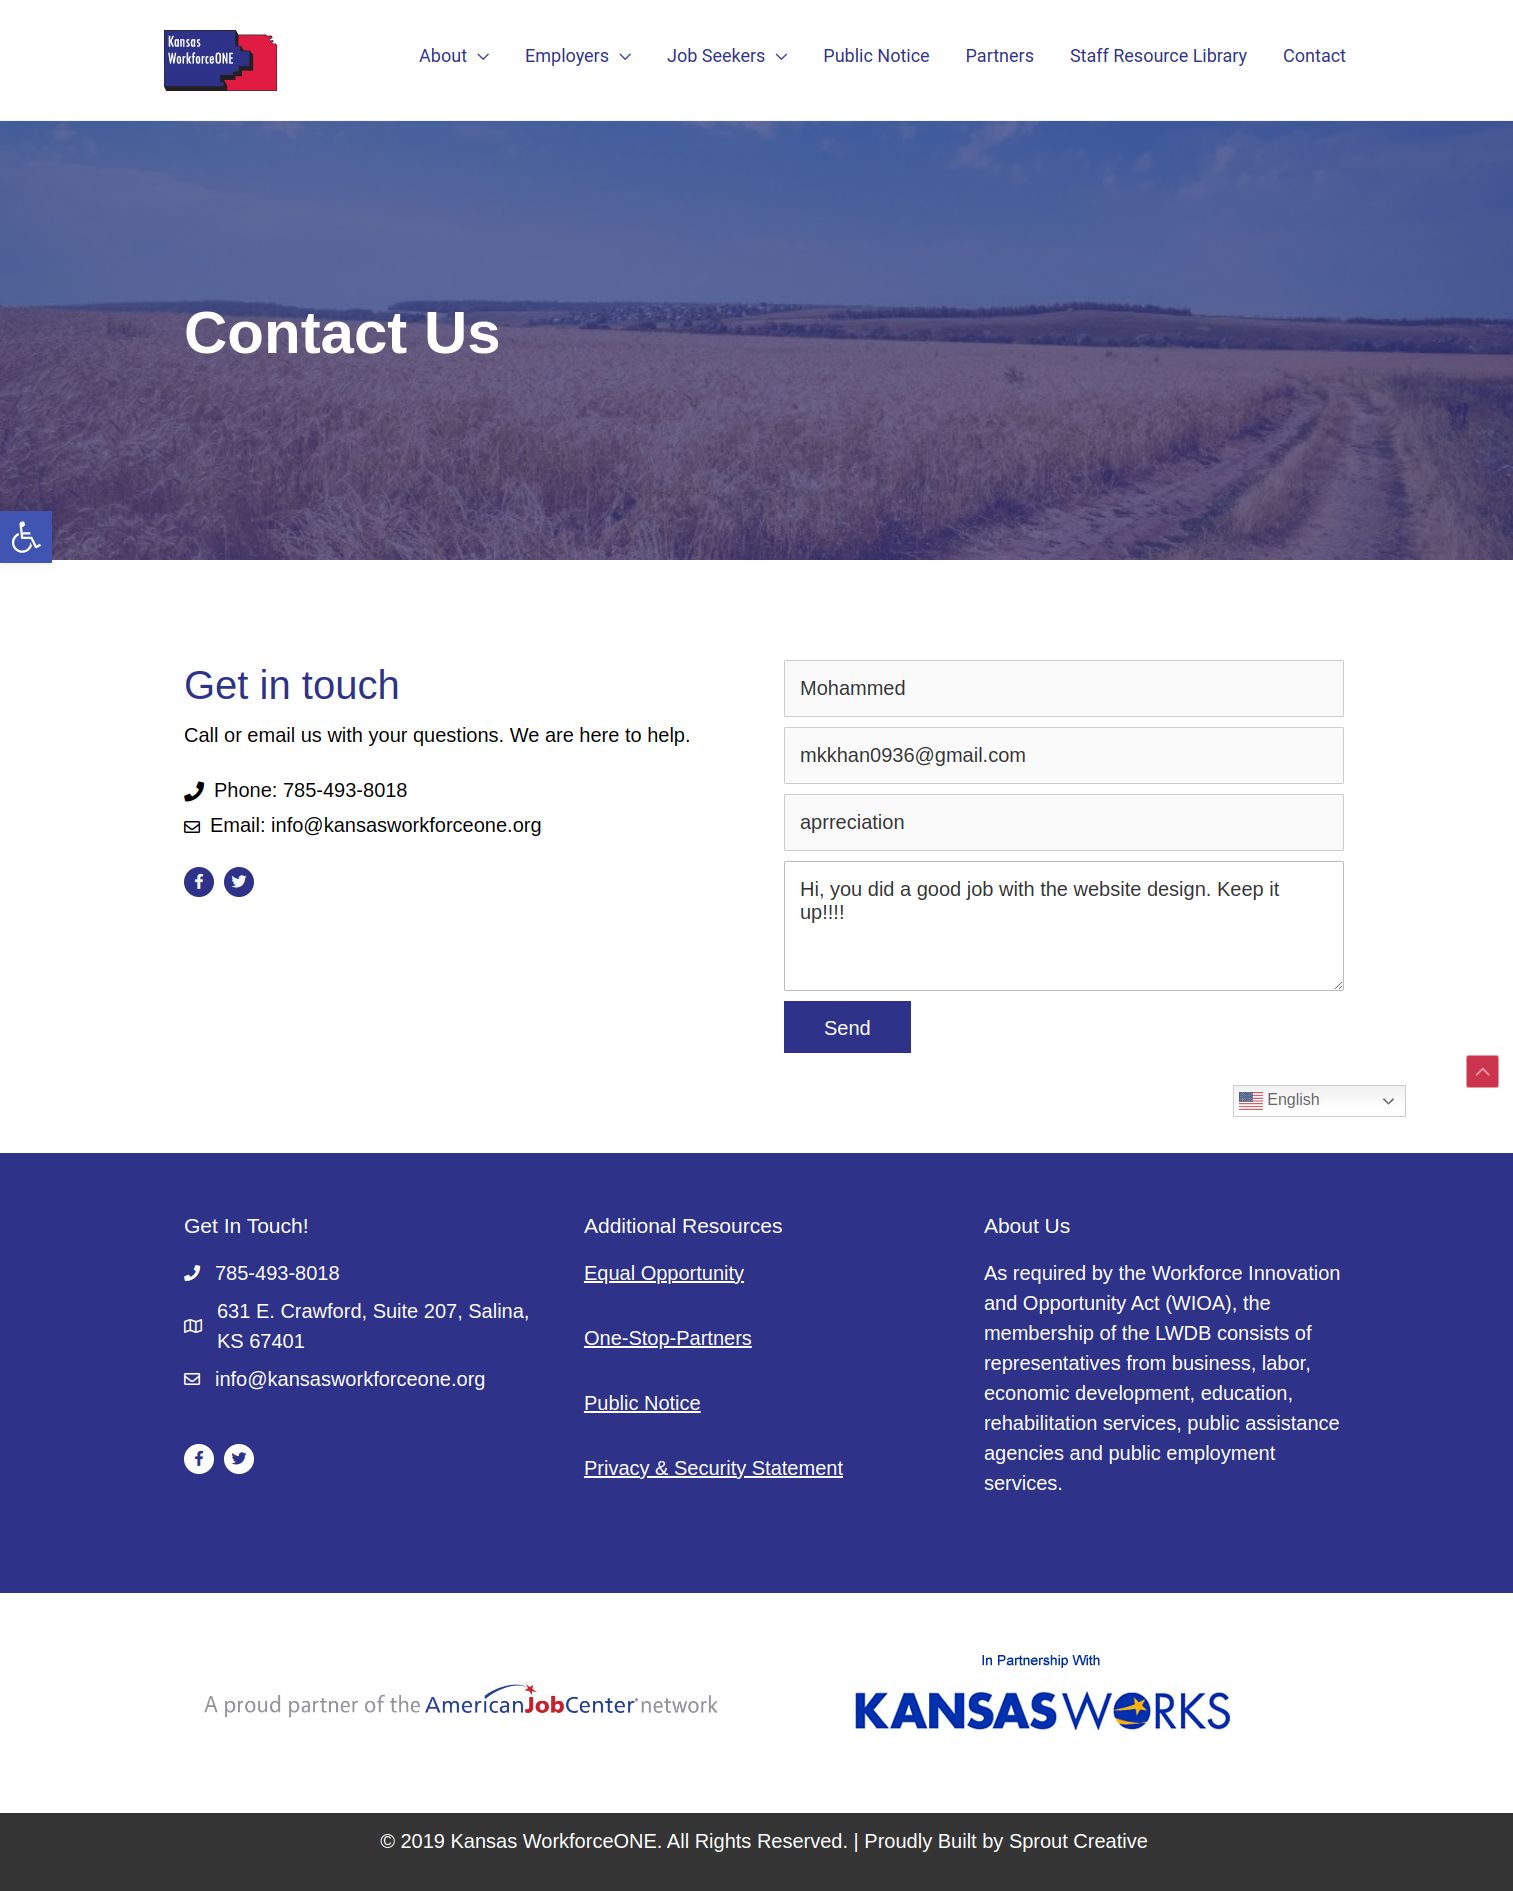 Kansas
WorkforceONE
About
Employers
Job Seekers
Public Notice
Partners
Staff Resource Library
Contact
Contact Us
Get in touch
Call or email us with your questions. We are here to help.
Phone: 785-493-8018
Email: info@kansasworkforceone.org
Mohammed
mkkhan0936@gmail.com
aprreciation
Hi, you did a good job with the website design. Keep it
up!!!!
Send
English
Get In Touch!
785-493-8018
631 E. Crawford, Suite 207, Salina,
KS 67401
info@kansasworkforceone.org
Additional Resources
Equal Opportunity
One-Stop-Partners
Public Notice
Privacy & Security Statement
About Us
As required by the Workforce Innovation
and Opportunity Act (WIOA), the
membership of the LWDB consists of
representatives from business, labor,
economic development, education,
rehabilitation services, public assistance
agencies and public employment
services.
A proud partner of the AmericanJobCenter network
In Partnership With
KANSASWORKS
© 2019 Kansas WorkforceONE. All Rights Reserved. | Proudly Built by Sprout Creative